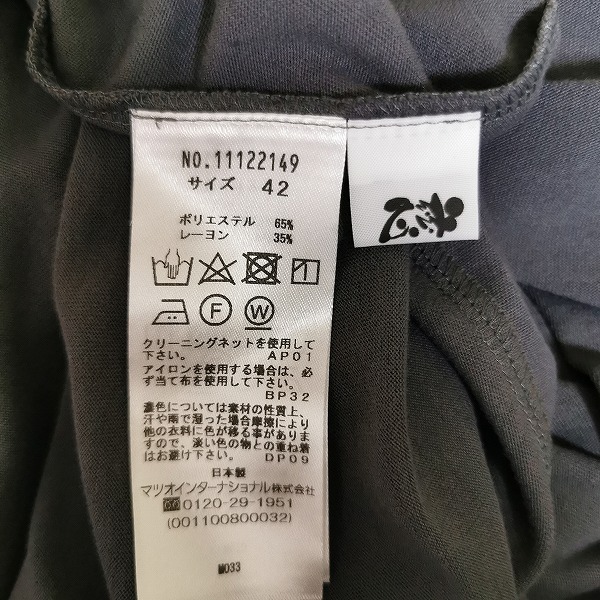 NO.11122149
サイズ 42
ポリエステル 65%
レーヨン 35%
1
F
W
クリーニングネットを使用して
下さい。 AP01
アイロンを使用する場合は、必
ず当て布を使用して下さい。
BP32
濃色については素材の性質上、
汗や雨で湿った場合摩擦により
他の衣料に色が移る事がありま
すので、淡い色の物との重ね着
はお避け下さい。 DP09
日本製
マツオインターナショナル株式会社
0120-29-1951
(001100800032)
M033